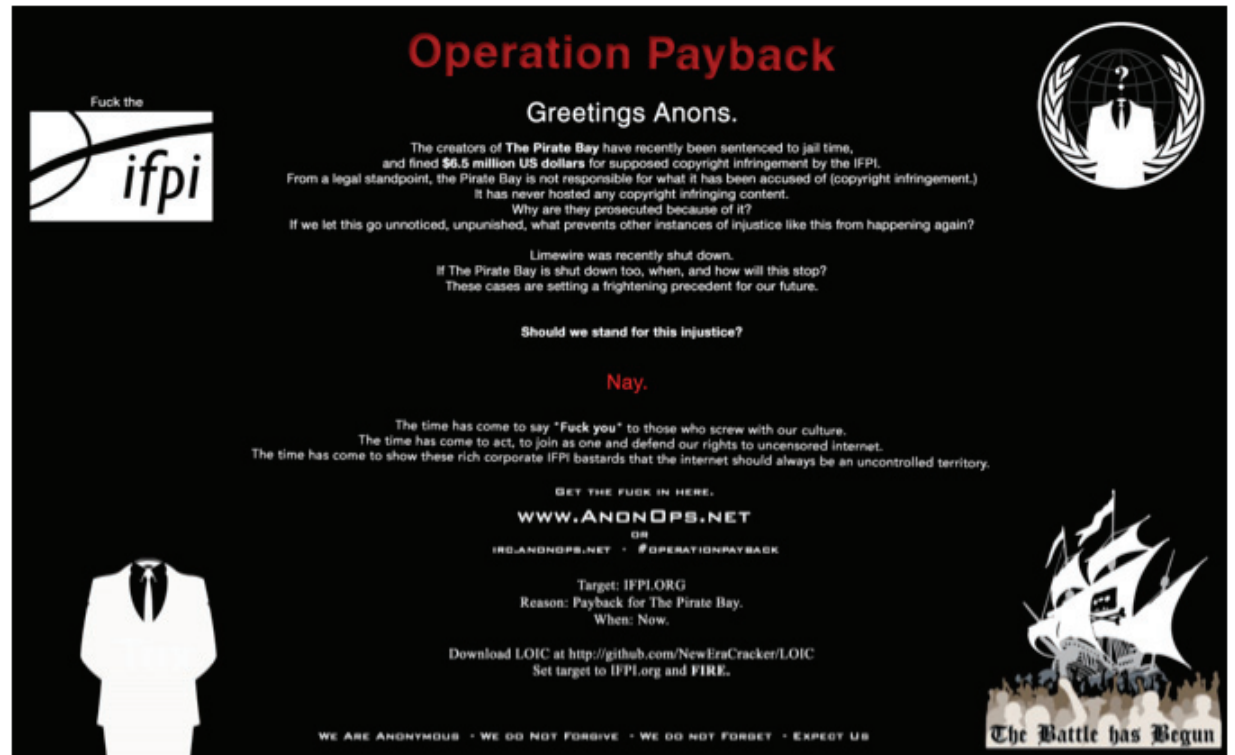 Operation Payback
Fuck the
ifpi
Greetings Anons.
The creators of The Pirate Bay have recently been sentenced to jail time,
and fined $6.5 million US dollars for supposed copyright infringement by the IFPI.
From a legal standpoint, the Pirate Bay is not responsible for what it has been accused of (copyright infringement.)
It has never hosted any copyright infringing content.
Why are they prosecuted because of it?
If we let this go unnoticed, unpunished, what prevents other instances of injustice like this from happening again?
Limewire was recently shut down.
If The Pirate Bay is shut down too, when, and how will this stop?
These cases are setting a frightening precedent for our future.
Should we stand for this injustice?
Nay.
The time has come to say "Fuck you" to those who screw with our culture.
The time has come to act, to join as one and defend our rights to uncensored internet.
The time has come to show these rich corporate IFPI bastards that the internet should always be an uncontrolled territory.
Get the fuck in here.
www.AnonOps.net
or
irc.anonops.net - #operationpayback
Target: IFPI.ORG
Reason: Payback for The Pirate Bay.
When: Now.
Download LOIC at http://github.com/NewEraCracker/LOIC
Set target to IFPI.org and FIRE.
We Are Anonymous - We do Not Forgive - We do not Forget - Expect Us
?
The Battle has Begun